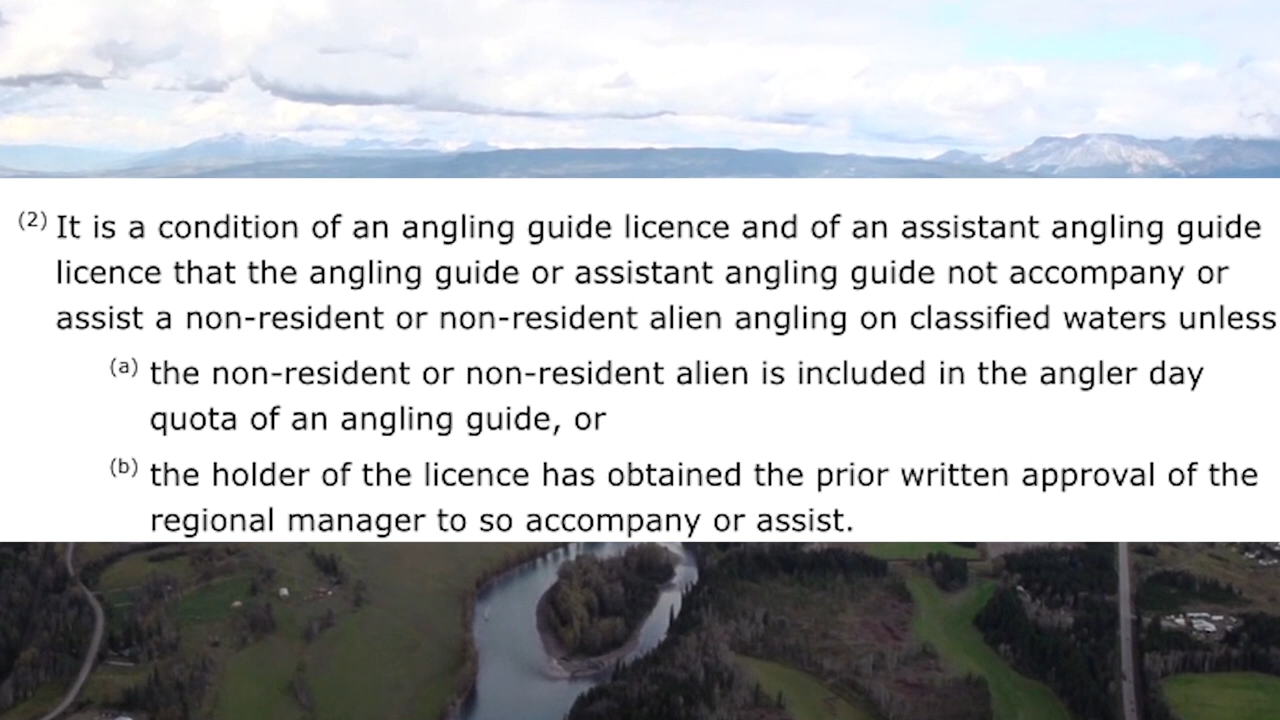 (2) It is a condition of an angling guide licence and of an assistant angling guide
licence that the angling guide or assistant angling guide not accompany or
assist a non-resident or non-resident alien angling on classified waters unless
(a) the non-resident or non-resident alien is included in the angler day
quota of an angling guide, or
(b) the holder of the licence has obtained the prior written approval of the
regional manager to so accompany or assist.